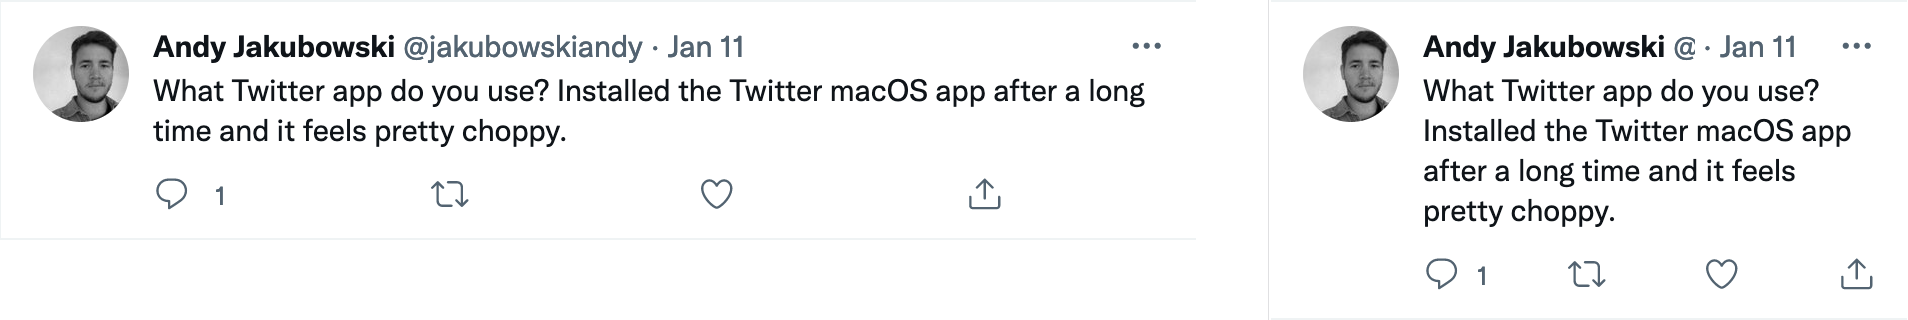 Andy Jakubowski @jakubowskiandy · Jan 11
What Twitter app do you use? Installed the Twitter macOS app after a long
time and it feels pretty choppy.
1
Andy Jakubowski @ · Jan 11
What Twitter app do you use?
Installed the Twitter macOS app
after a long time and it feels
pretty choppy.
1